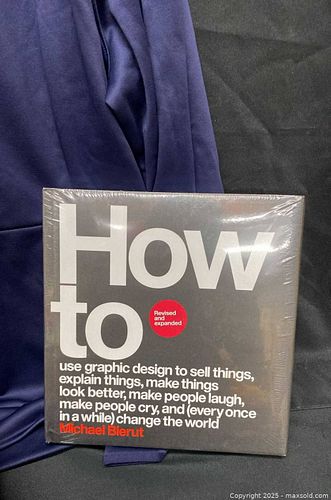 How
to
Revised
and
expanded
use graphic design to sell things,
explain things, make things
look better, make people laugh,
make people cry, and (every once
in a while) change the world
Michael Bierut
Copyright 2025 - maxsold.com